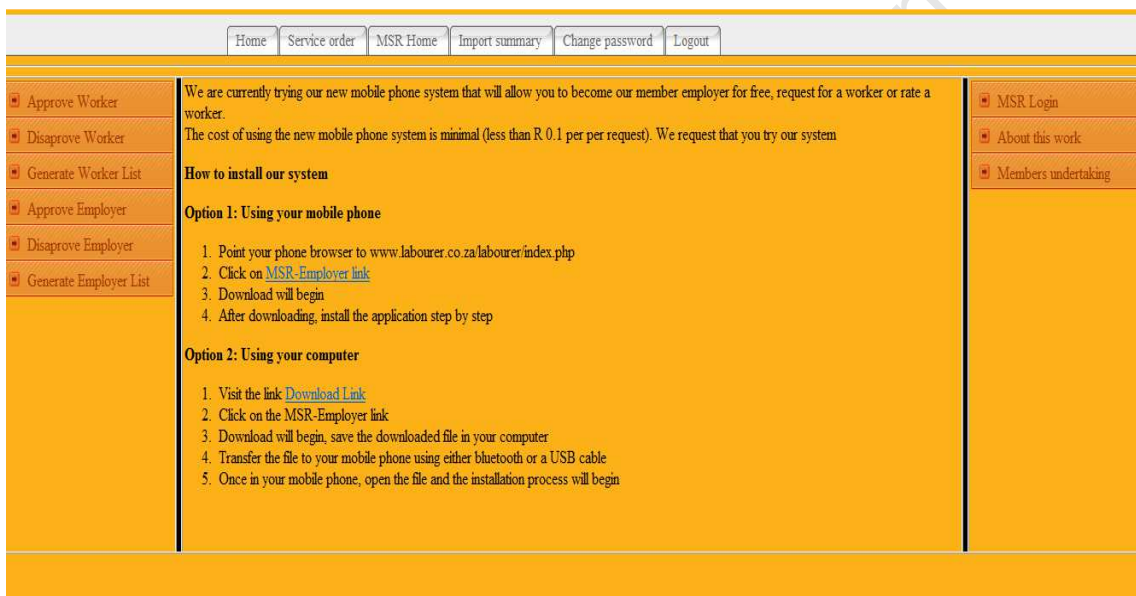 Home Service order MSR Home Import summary Change password Logout
Approve Worker
Disaprove Worker
Generate Worker List
Approve Employer
Disaprove Employer
Generate Employer List
We are currently trying our new mobile phone system that will allow you to become our member employer for free, request for a worker or rate a
worker.
The cost of using the new mobile phone system is minimal (less than R 0.1 per per request). We request that you try our system
How to install our system
Option 1: Using your mobile phone
1. Point your phone browser to www.labourer.co.za/labourer/index.php
2. Click on MSR-Employer link
3. Download will begin
4. After downloading, install the application step by step
Option 2: Using your computer
1. Visit the link Download Link
2. Click on the MSR-Employer link
3. Download will begin, save the downloaded file in your computer
4. Transfer the file to your mobile phone using either bluetooth or a USB cable
5. Once in your mobile phone, open the file and the installation process will begin
MSR Login
About this work
Members undertaking